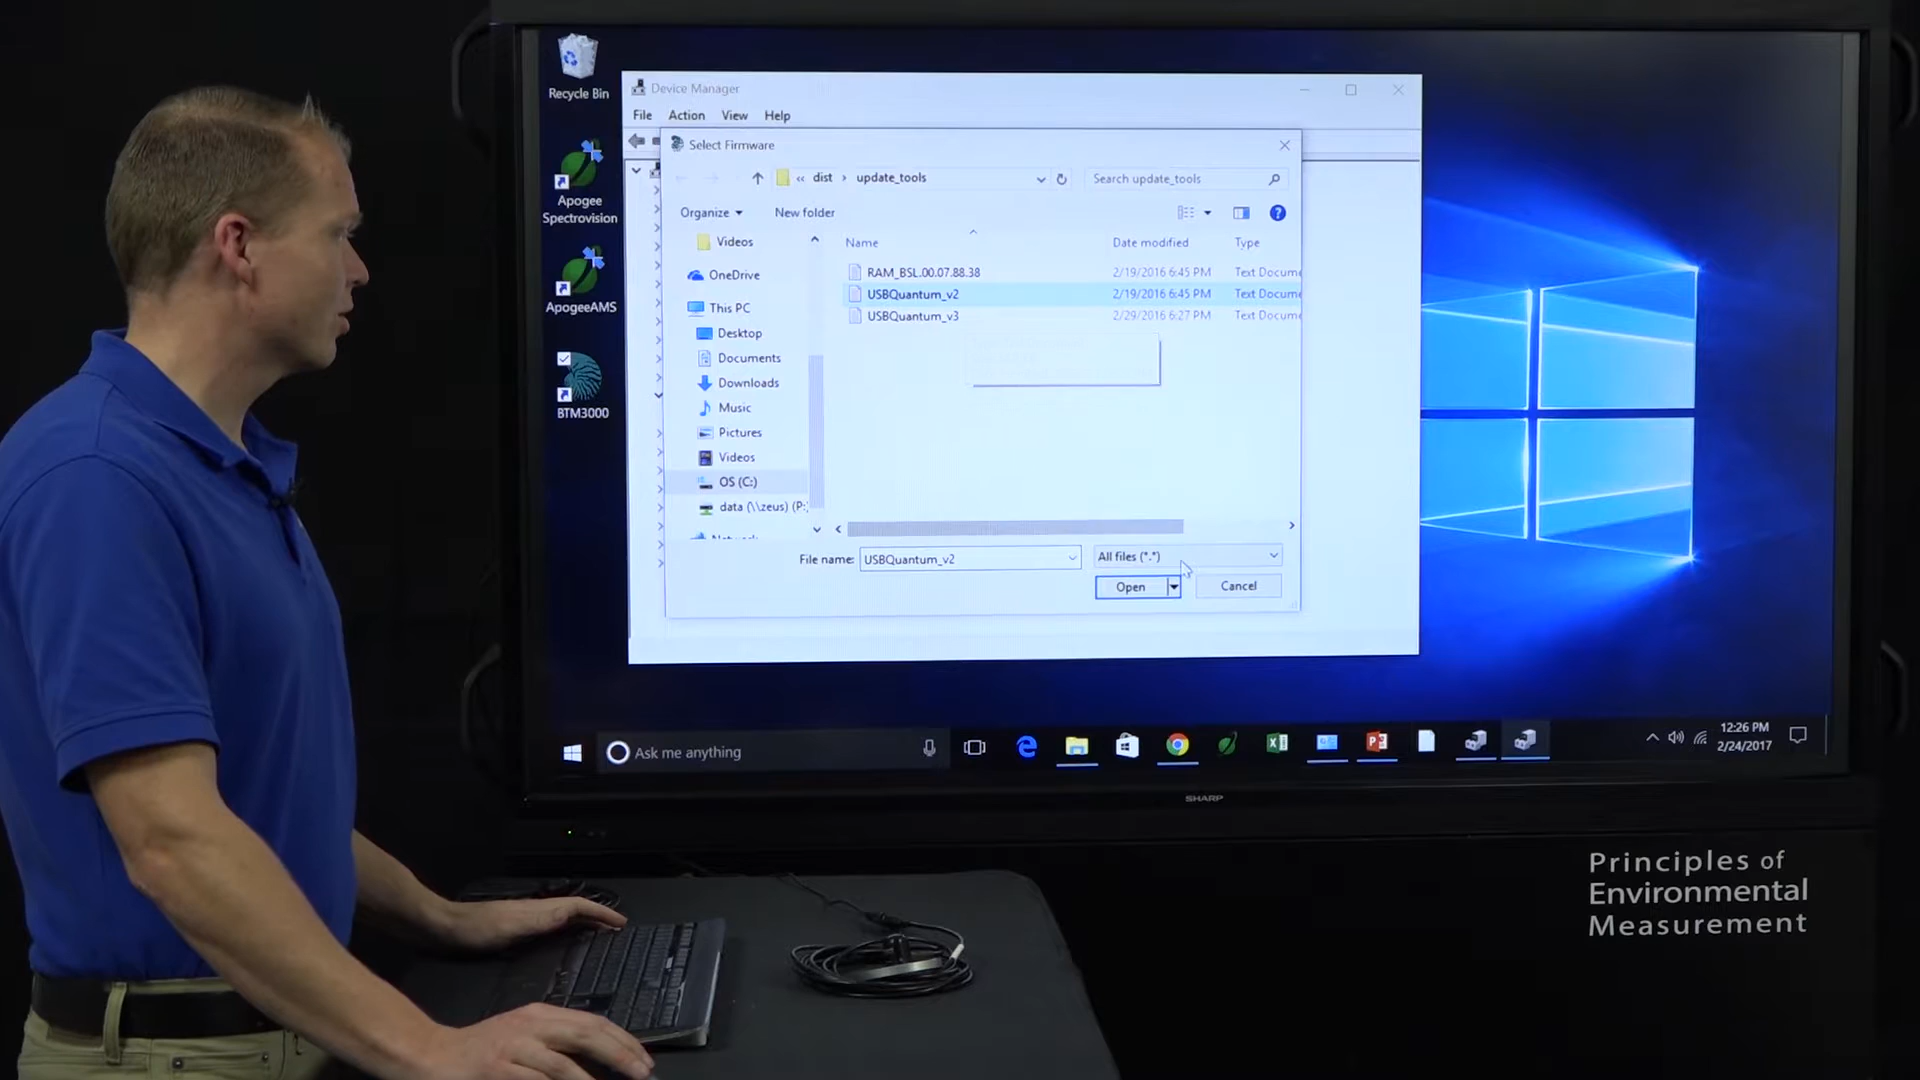 Recycle Bin
Apogee
Spectrovision
ApogeeAMS
BTM3000
Device Manager
File Action View Help
Select Firmware
« dist › update_tools
Search update_tools
Organize New folder
Name Date modified Type
RAM_BSL.00.07.88.38 2/19/2016 6:45 PM Text Docume
USBQuantum_v2 2/19/2016 6:45 PM Text Docume
USBQuantum_v3 2/29/2016 6:27 PM Text Docume
Videos
OneDrive
This PC
Desktop
Documents
Downloads
Music
Pictures
Videos
OS (C:)
data (\\zeus) (P:
File name: USBQuantum_v2 All files (*.*)
Open Cancel
Ask me anything
12:26 PM
2/24/2017
SHARP
Principles of
Environmental
Measurement